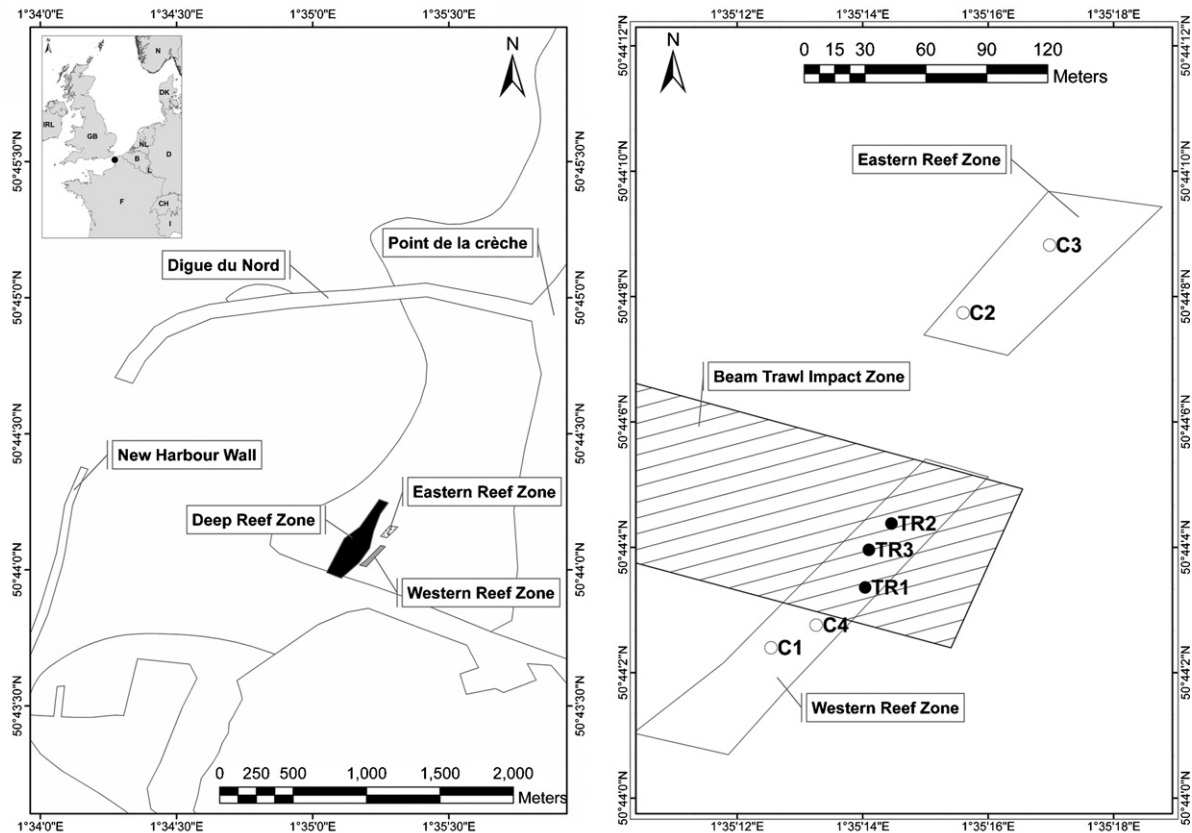 1°34'0"E
1°34'30"E
1°35'0"E
1°35'30"E
N
N
IRL
GB
DK
NL
B
D
L
F
CH
I
N
50°45'30"N
50°45'0"N
50°44'30"N
50°44'0"N
50°43'30"N
50°45'30"N
50°45'0"N
50°44'30"N
50°44'0"N
50°43'30"N
Point de la crèche
Digue du Nord
New Harbour Wall
Eastern Reef Zone
Deep Reef Zone
Western Reef Zone
0 250 500 1,000 1,500 2,000
Meters
1°34'0"E
1°34'30"E
1°35'0"E
1°35'30"E
1°35'12"E
1°35'14"E
1°35'16"E
1°35'18"E
N
0 15 30 60 90 120
Meters
50°44'12"N
50°44'10"N
50°44'8"N
50°44'6"N
50°44'4"N
50°44'2"N
50°44'0"N
50°44'12"N
50°44'10"N
50°44'8"N
50°44'6"N
50°44'4"N
50°44'2"N
50°44'0"N
Eastern Reef Zone
C3
C2
Beam Trawl Impact Zone
TR2
TR3
TR1
C4
C1
Western Reef Zone
1°35'12"E
1°35'14"E
1°35'16"E
1°35'18"E